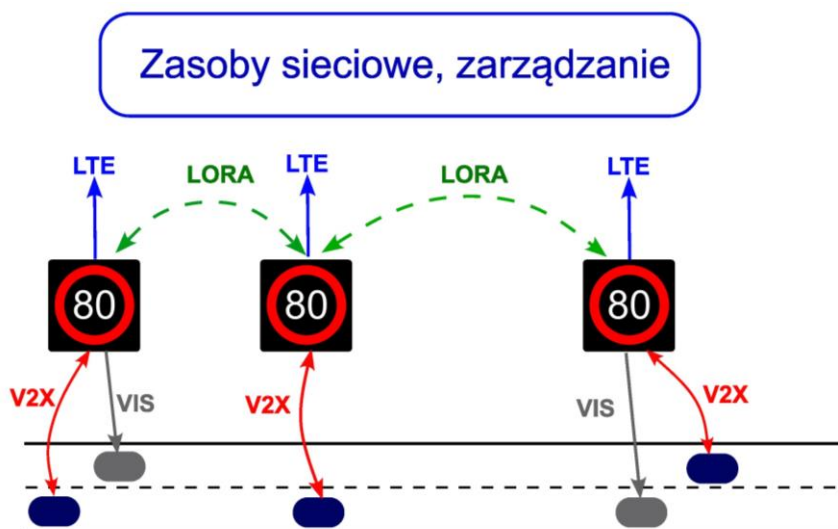 Zasoby sieciowe, zarządzanie
LTE
LORA
LTE
LORA
LTE
80
80
80
V2X
VIS
V2X
VIS
V2X